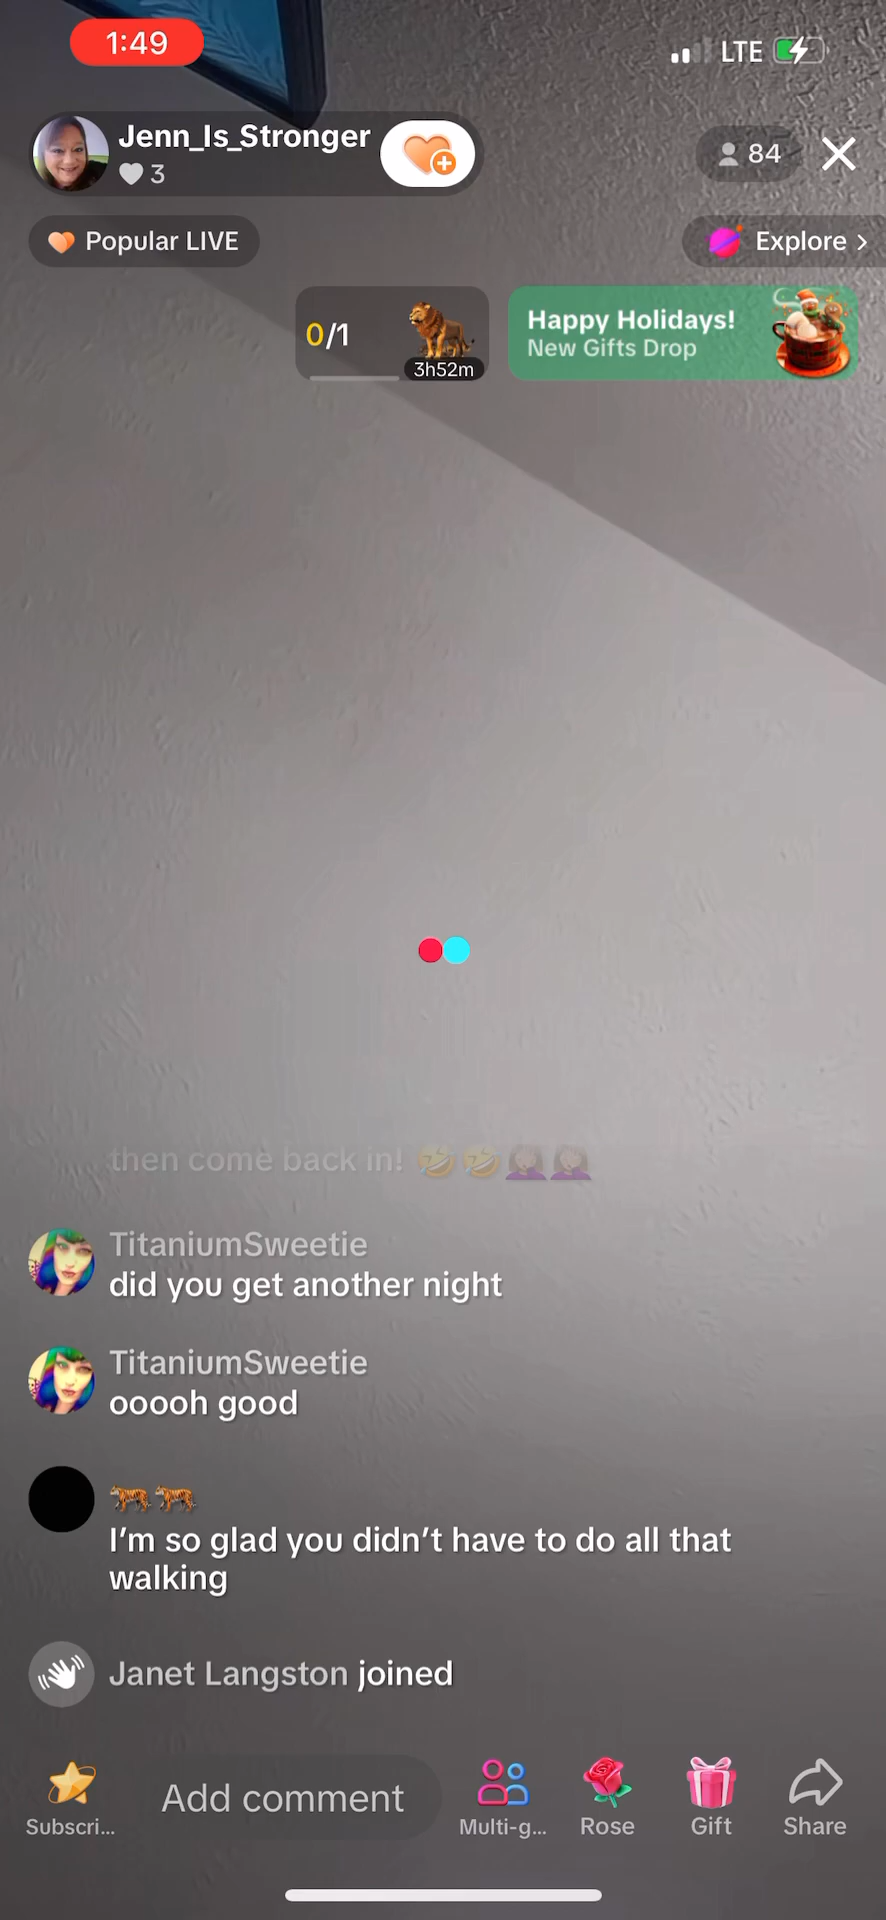 1:49
LTE
Jenn_Is_Stronger
3
84
Popular LIVE
Explore >
0/1
3h52m
Happy Holidays!
New Gifts Drop
then come back in! 🤣🤣🤦🏼‍♀️🤦🏼‍♀️
TitaniumSweetie
did you get another night
TitaniumSweetie
ooooh good
🐅🐅
I’m so glad you didn’t have to do all that
walking
Janet Langston joined
Add comment
Subscri...
Multi-g...
Rose
Gift
Share